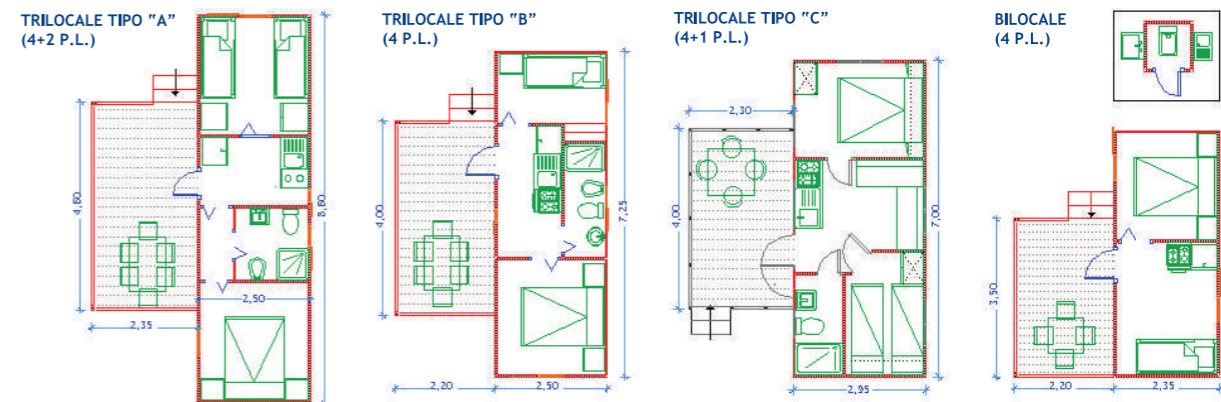 TRILOCALE TIPO "A"
(4+2 P.L.)
4,80
8,80
2,50
2,35
TRILOCALE TIPO "B"
(4 P.L.)
4,00
7,25
2,20
2,50
TRILOCALE TIPO "C"
(4+1 P.L.)
2,30
4,00
7,00
2,95
BILOCALE
(4 P.L.)
3,50
2,20
2,35